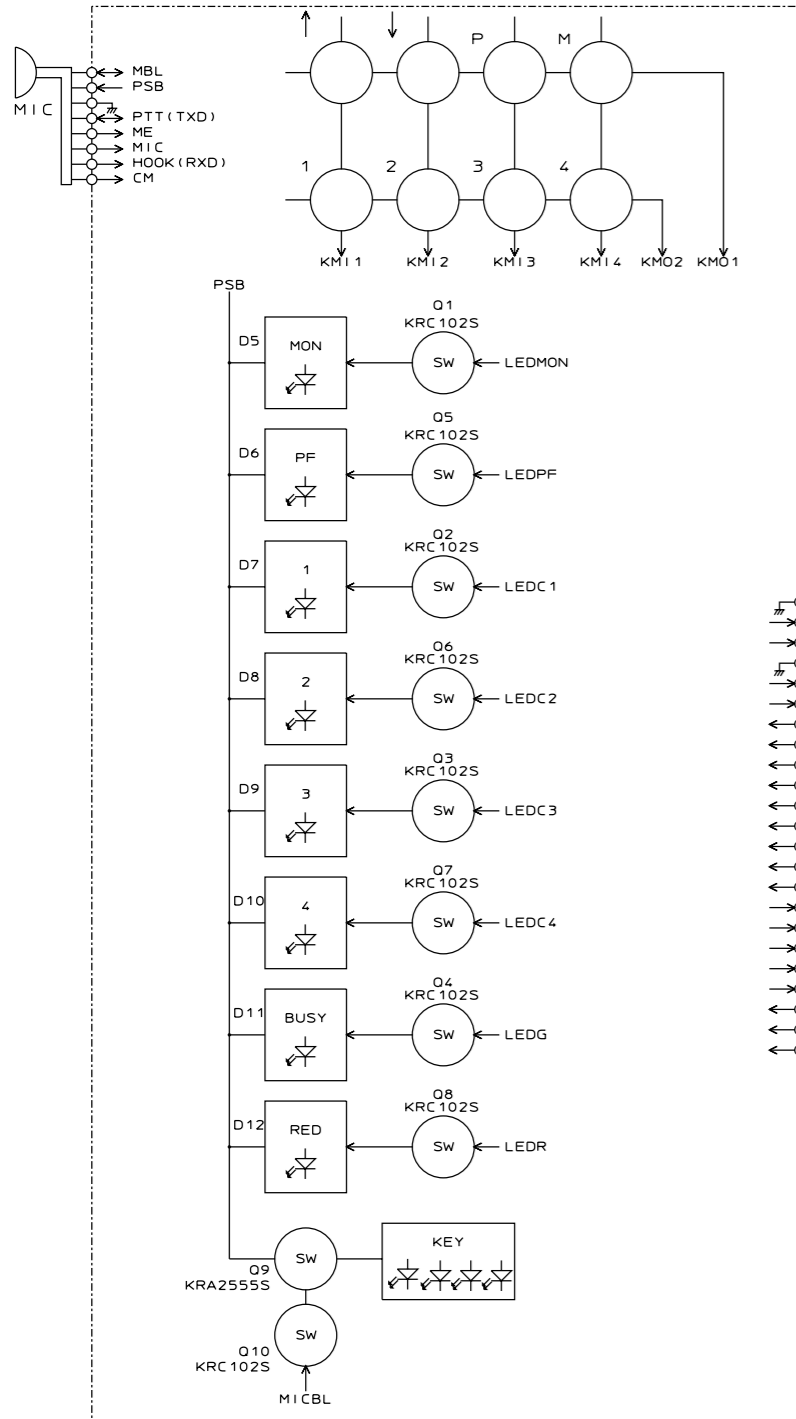 P M
MIC
MBL
PSB
PTT(TXD)
ME
MIC
HOOK(RXD)
CM
1 2 3 4
KMI1 KMI2 KMI3 KMI4 KMO2 KMO1
PSB
Q1
KRC102S
D5 MON SW LEDMON
Q5
KRC102S
D6 PF SW LEDPF
Q2
KRC102S
D7 1 SW LEDC1
Q6
KRC102S
D8 2 SW LEDC2
Q3
KRC102S
D9 3 SW LEDC3
Q7
KRC102S
D10 4 SW LEDC4
Q4
KRC102S
D11 BUSY SW LEDG
Q8
KRC102S
D12 RED SW LEDR
SW KEY
Q9
KRA2555S
SW
Q10
KRC102S
MICBL